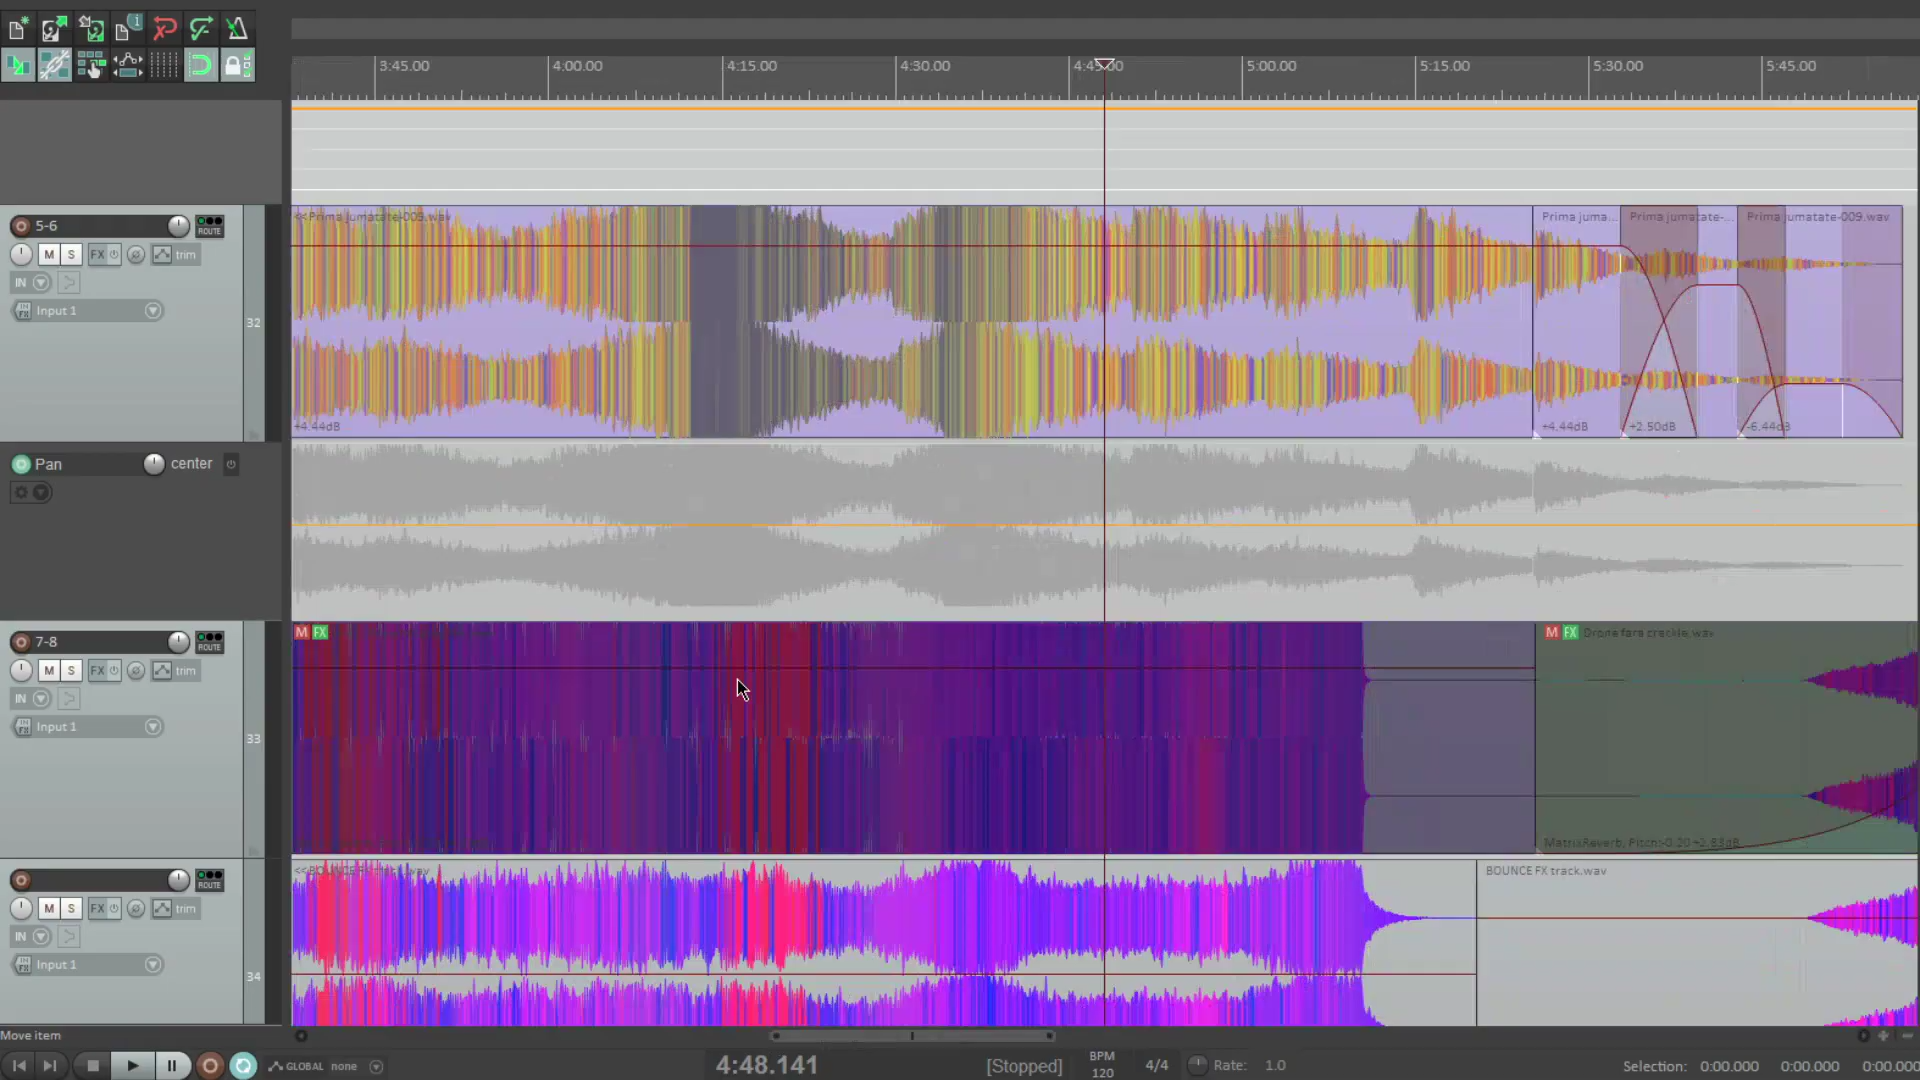 3:45.00 4:00.00 4:15.00 4:30.00 4:45.00 5:00.00 5:15.00 5:30.00 5:45.00
5-6
ROUTE
M S FX trim
IN
Input 1
32
<<Prima jumatate-009.wav
Prima juma...
Prima jumatate-...
Prima jumatate-009.wav
+4.44dB
+4.44dB
+2.50dB
-6.44dB
Pan center
7-8
ROUTE
M S FX trim
IN
Input 1
33
M FX
M FX Drone fara crackle.wav
MatrixReverb, Pitch:-0.20 -2.83dB
ROUTE
M S FX trim
IN
Input 1
34
<<BOUNCE FX track.wav
BOUNCE FX track.wav
Move item
GLOBAL none
4:48.141
[Stopped]
BPM
120
4/4
Rate: 1.0
Selection: 0:00.000 0:00.000 0:00.000